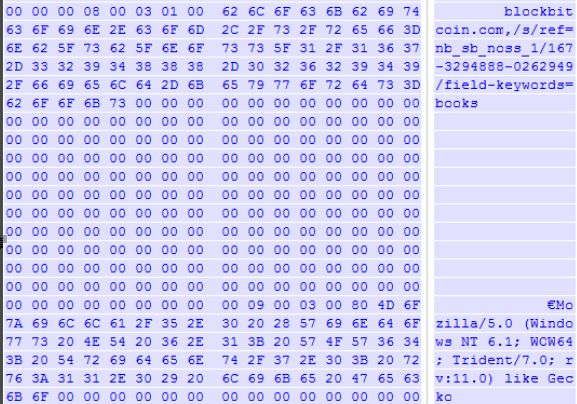 00 00 00 08 00 03 01 00 62 6C 6F 63 6B 62 69 74 blockbit
63 6F 69 6E 2E 63 6F 6D 2C 2F 73 2F 72 65 66 3D coin.com,/s/ref=
6E 62 5F 73 62 5F 6E 6F 73 73 5F 31 2F 31 36 37 nb_sb_noss_1/167
2D 33 32 39 34 38 38 38 2D 30 32 36 32 39 34 39 -3294888-0262949
2F 66 69 65 6C 64 2D 6B 65 79 77 6F 72 64 73 3D /field-keywords=
62 6F 6F 6B 73 00 00 00 00 00 00 00 00 00 00 00 books
00 00 00 00 00 00 00 00 00 00 00 00 00 00 00 00
00 00 00 00 00 00 00 00 00 00 00 00 00 00 00 00
00 00 00 00 00 00 00 00 00 00 00 00 00 00 00 00
00 00 00 00 00 00 00 00 00 00 00 00 00 00 00 00
00 00 00 00 00 00 00 00 00 00 00 00 00 00 00 00
00 00 00 00 00 00 00 00 00 00 00 00 00 00 00 00
00 00 00 00 00 00 00 00 00 00 00 00 00 00 00 00
00 00 00 00 00 00 00 00 00 00 00 00 00 00 00 00
00 00 00 00 00 00 00 00 00 00 00 00 00 00 00 00
00 00 00 00 00 00 00 00 00 00 00 00 00 00 00 00
00 00 00 00 00 00 00 00 00 09 00 03 00 80 4D 6F €Mo
7A 69 6C 6C 61 2F 35 2E 30 20 28 57 69 6E 64 6F zilla/5.0 (Windo
77 73 20 4E 54 20 36 2E 31 3B 20 57 4F 57 36 34 ws NT 6.1; WOW64
3B 20 54 72 69 64 65 6E 74 2F 37 2E 30 3B 20 72 ; Trident/7.0; r
76 3A 31 31 2E 30 29 20 6C 69 6B 65 20 47 65 63 v:11.0) like Gec
6B 6F 00 00 00 00 00 00 00 00 00 00 00 00 00 00 ko